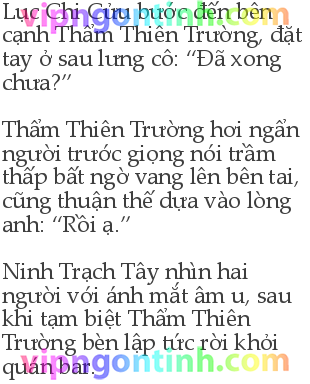 Lục Chi Cửu bước đến bên
cạnh Thẩm Thiên Trường, đặt
tay ở sau lưng cô: “Đã xong
chưa?”
Thẩm Thiên Trường hơi ngẩn
người trước giọng nói trầm
thấp bất ngờ vang lên bên tai,
cũng thuận thế dựa vào lòng
anh: “Rồi ạ.”
Ninh Trạch Tây nhìn hai
người với ánh mắt âm u, sau
khi tạm biệt Thẩm Thiên
Trường bèn lập tức rời khỏi
quán bar.
vipngontinh.com
vipngontinh.com